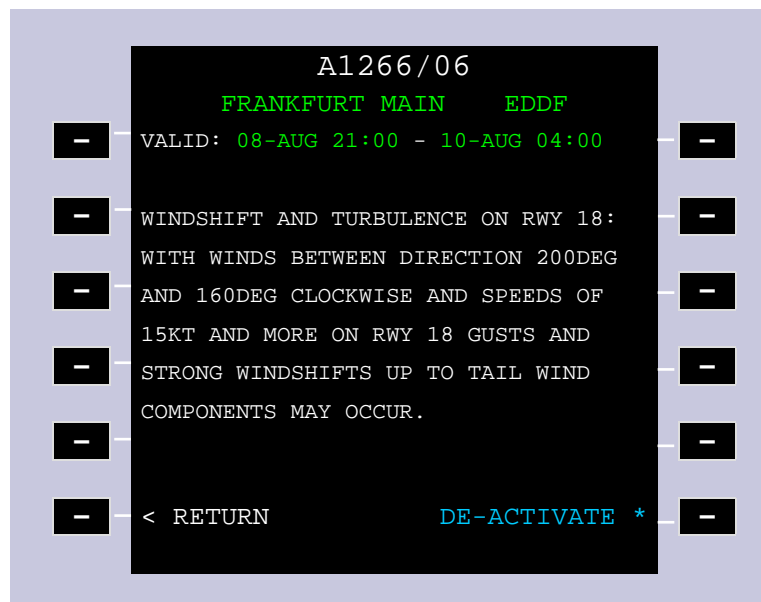 A1266/06
FRANKFURT MAIN EDDF
VALID: 08-AUG 21:00 - 10-AUG 04:00
WINDSHIFT AND TURBULENCE ON RWY 18:
WITH WINDS BETWEEN DIRECTION 200DEG
AND 160DEG CLOCKWISE AND SPEEDS OF
15KT AND MORE ON RWY 18 GUSTS AND
STRONG WINDSHIFTS UP TO TAIL WIND
COMPONENTS MAY OCCUR.
< RETURN DE-ACTIVATE *